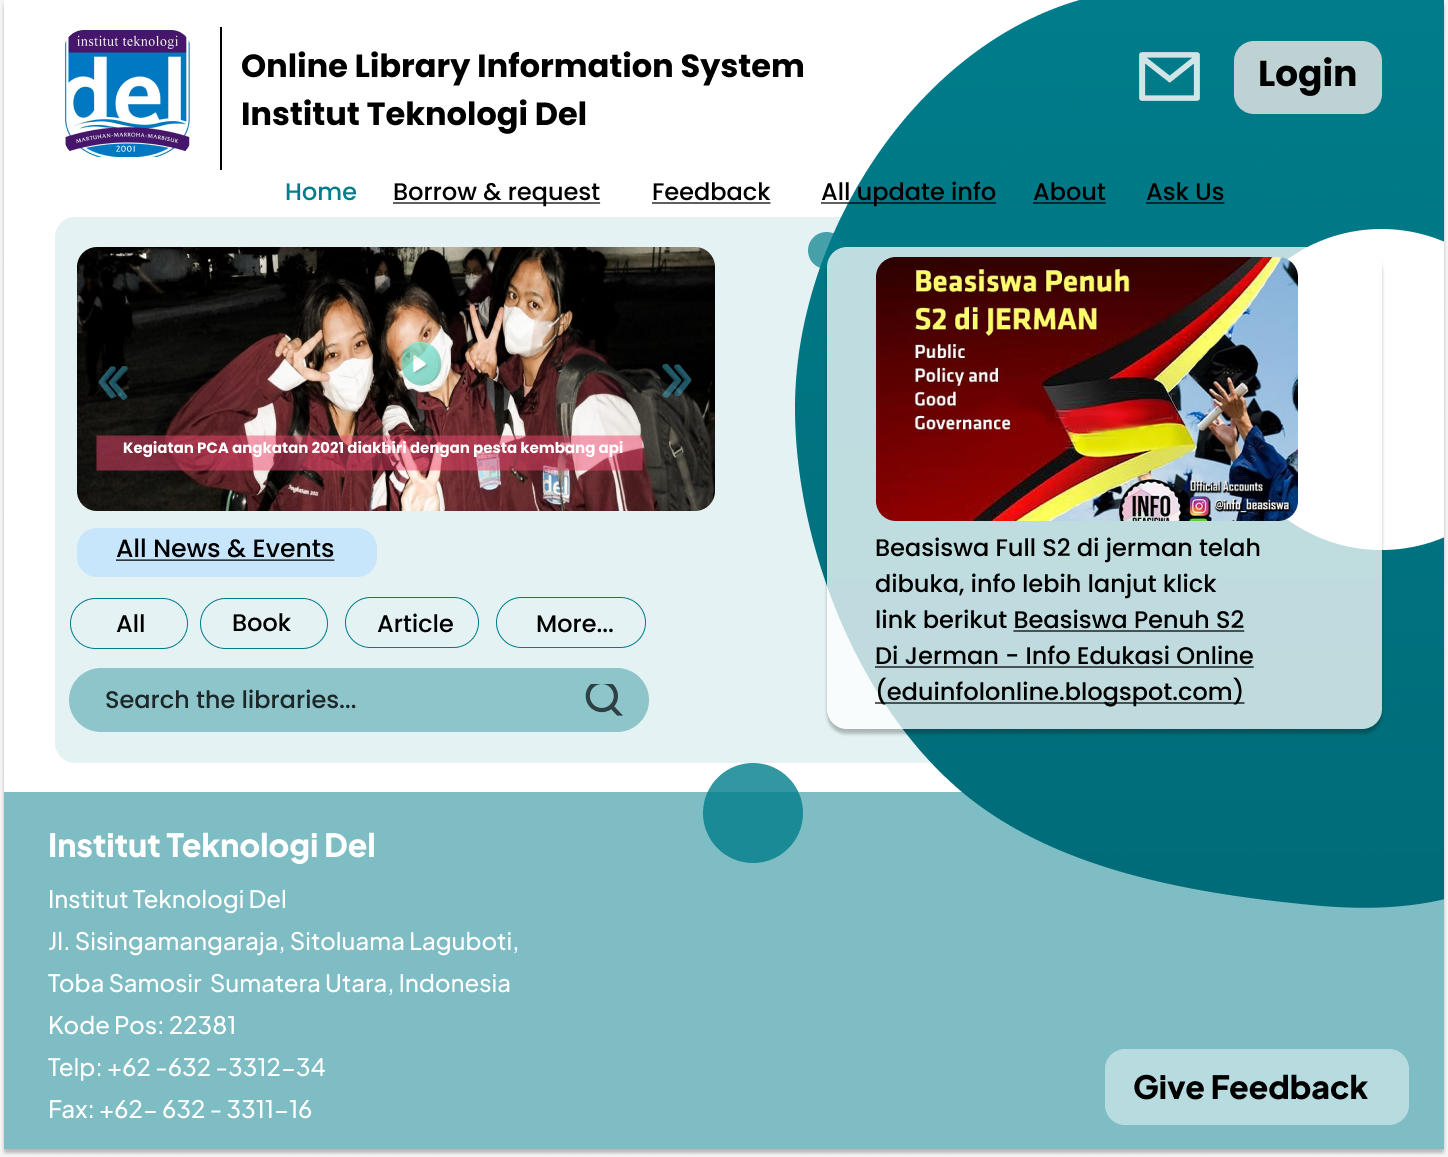 institut teknologi
del
MARTUHAN-MARROHA-MARBISUK
2001
Online Library Information System
Institut Teknologi Del
Login
Home
Borrow & request
Feedback
All update info
About
Ask Us
Kegiatan PCA angkatan 2021 diakhiri dengan pesta kembang api
del
Beasiswa Penuh
S2 di JERMAN
Public
Policy and
Good
Governance
Official Accounts
@info_beasiswa
INFO
BEASISWA
All News & Events
All
Book
Article
More...
Search the libraries...
Beasiswa Full S2 di jerman telah
dibuka, info lebih lanjut klick
link berikut Beasiswa Penuh S2
Di Jerman - Info Edukasi Online
(eduinfolonline.blogspot.com)
Institut Teknologi Del
Institut Teknologi Del
Jl. Sisingamangaraja, Sitoluama Laguboti,
Toba Samosir  Sumatera Utara, Indonesia
Kode Pos: 22381
Telp: +62 -632 -3312–34
Fax: +62– 632 - 3311–16
Give Feedback